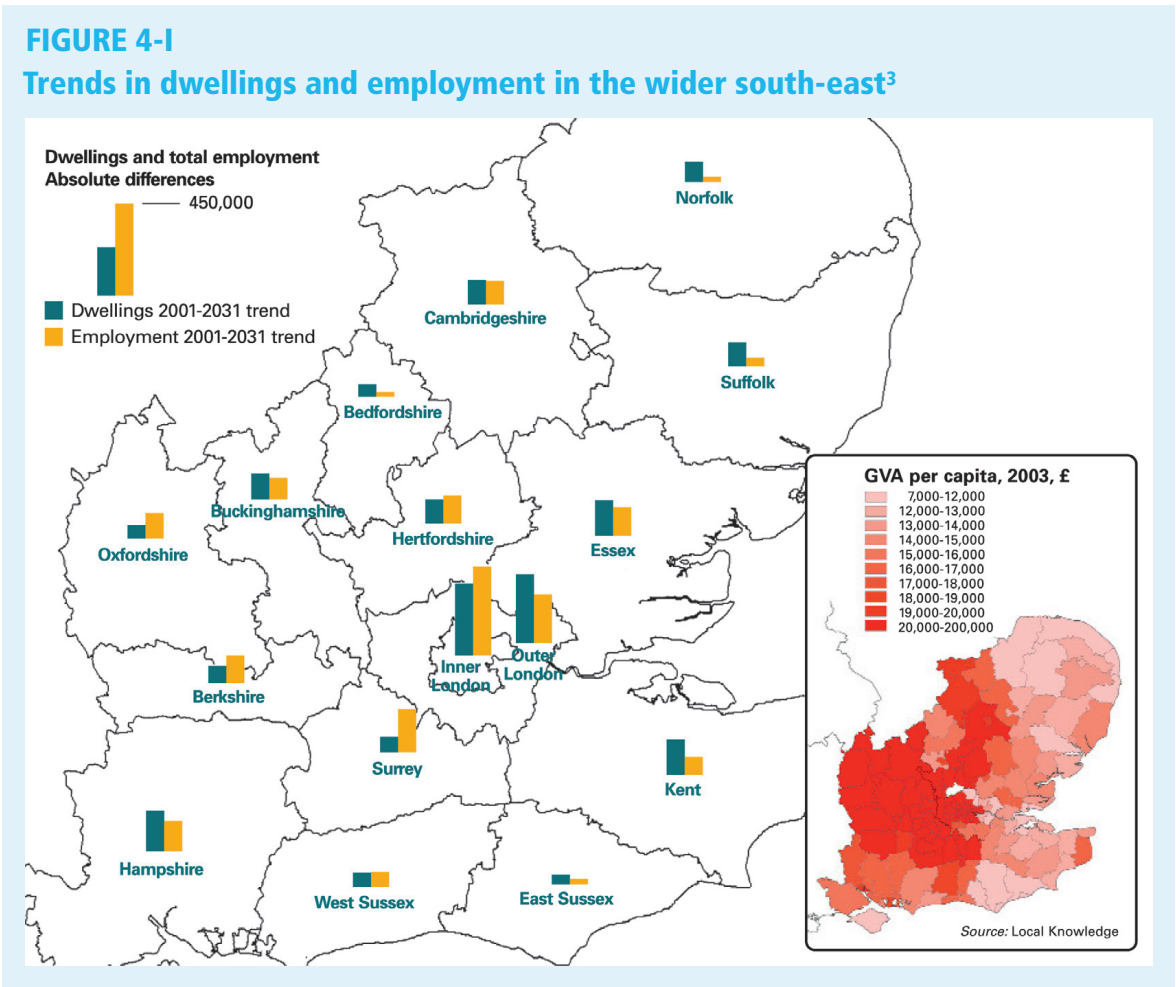 FIGURE 4-I
Trends in dwellings and employment in the wider south-east3
Dwellings and total employment
Absolute differences
450,000
Dwellings 2001-2031 trend
Employment 2001-2031 trend
Norfolk
Cambridgeshire
Suffolk
Bedfordshire
Buckinghamshire
Hertfordshire
Oxfordshire
Essex
Inner
London
Outer
London
Berkshire
Surrey
Kent
Hampshire
West Sussex
East Sussex
GVA per capita, 2003, £
7,000-12,000
12,000-13,000
13,000-14,000
14,000-15,000
15,000-16,000
16,000-17,000
17,000-18,000
18,000-19,000
19,000-20,000
20,000-200,000
Source: Local Knowledge